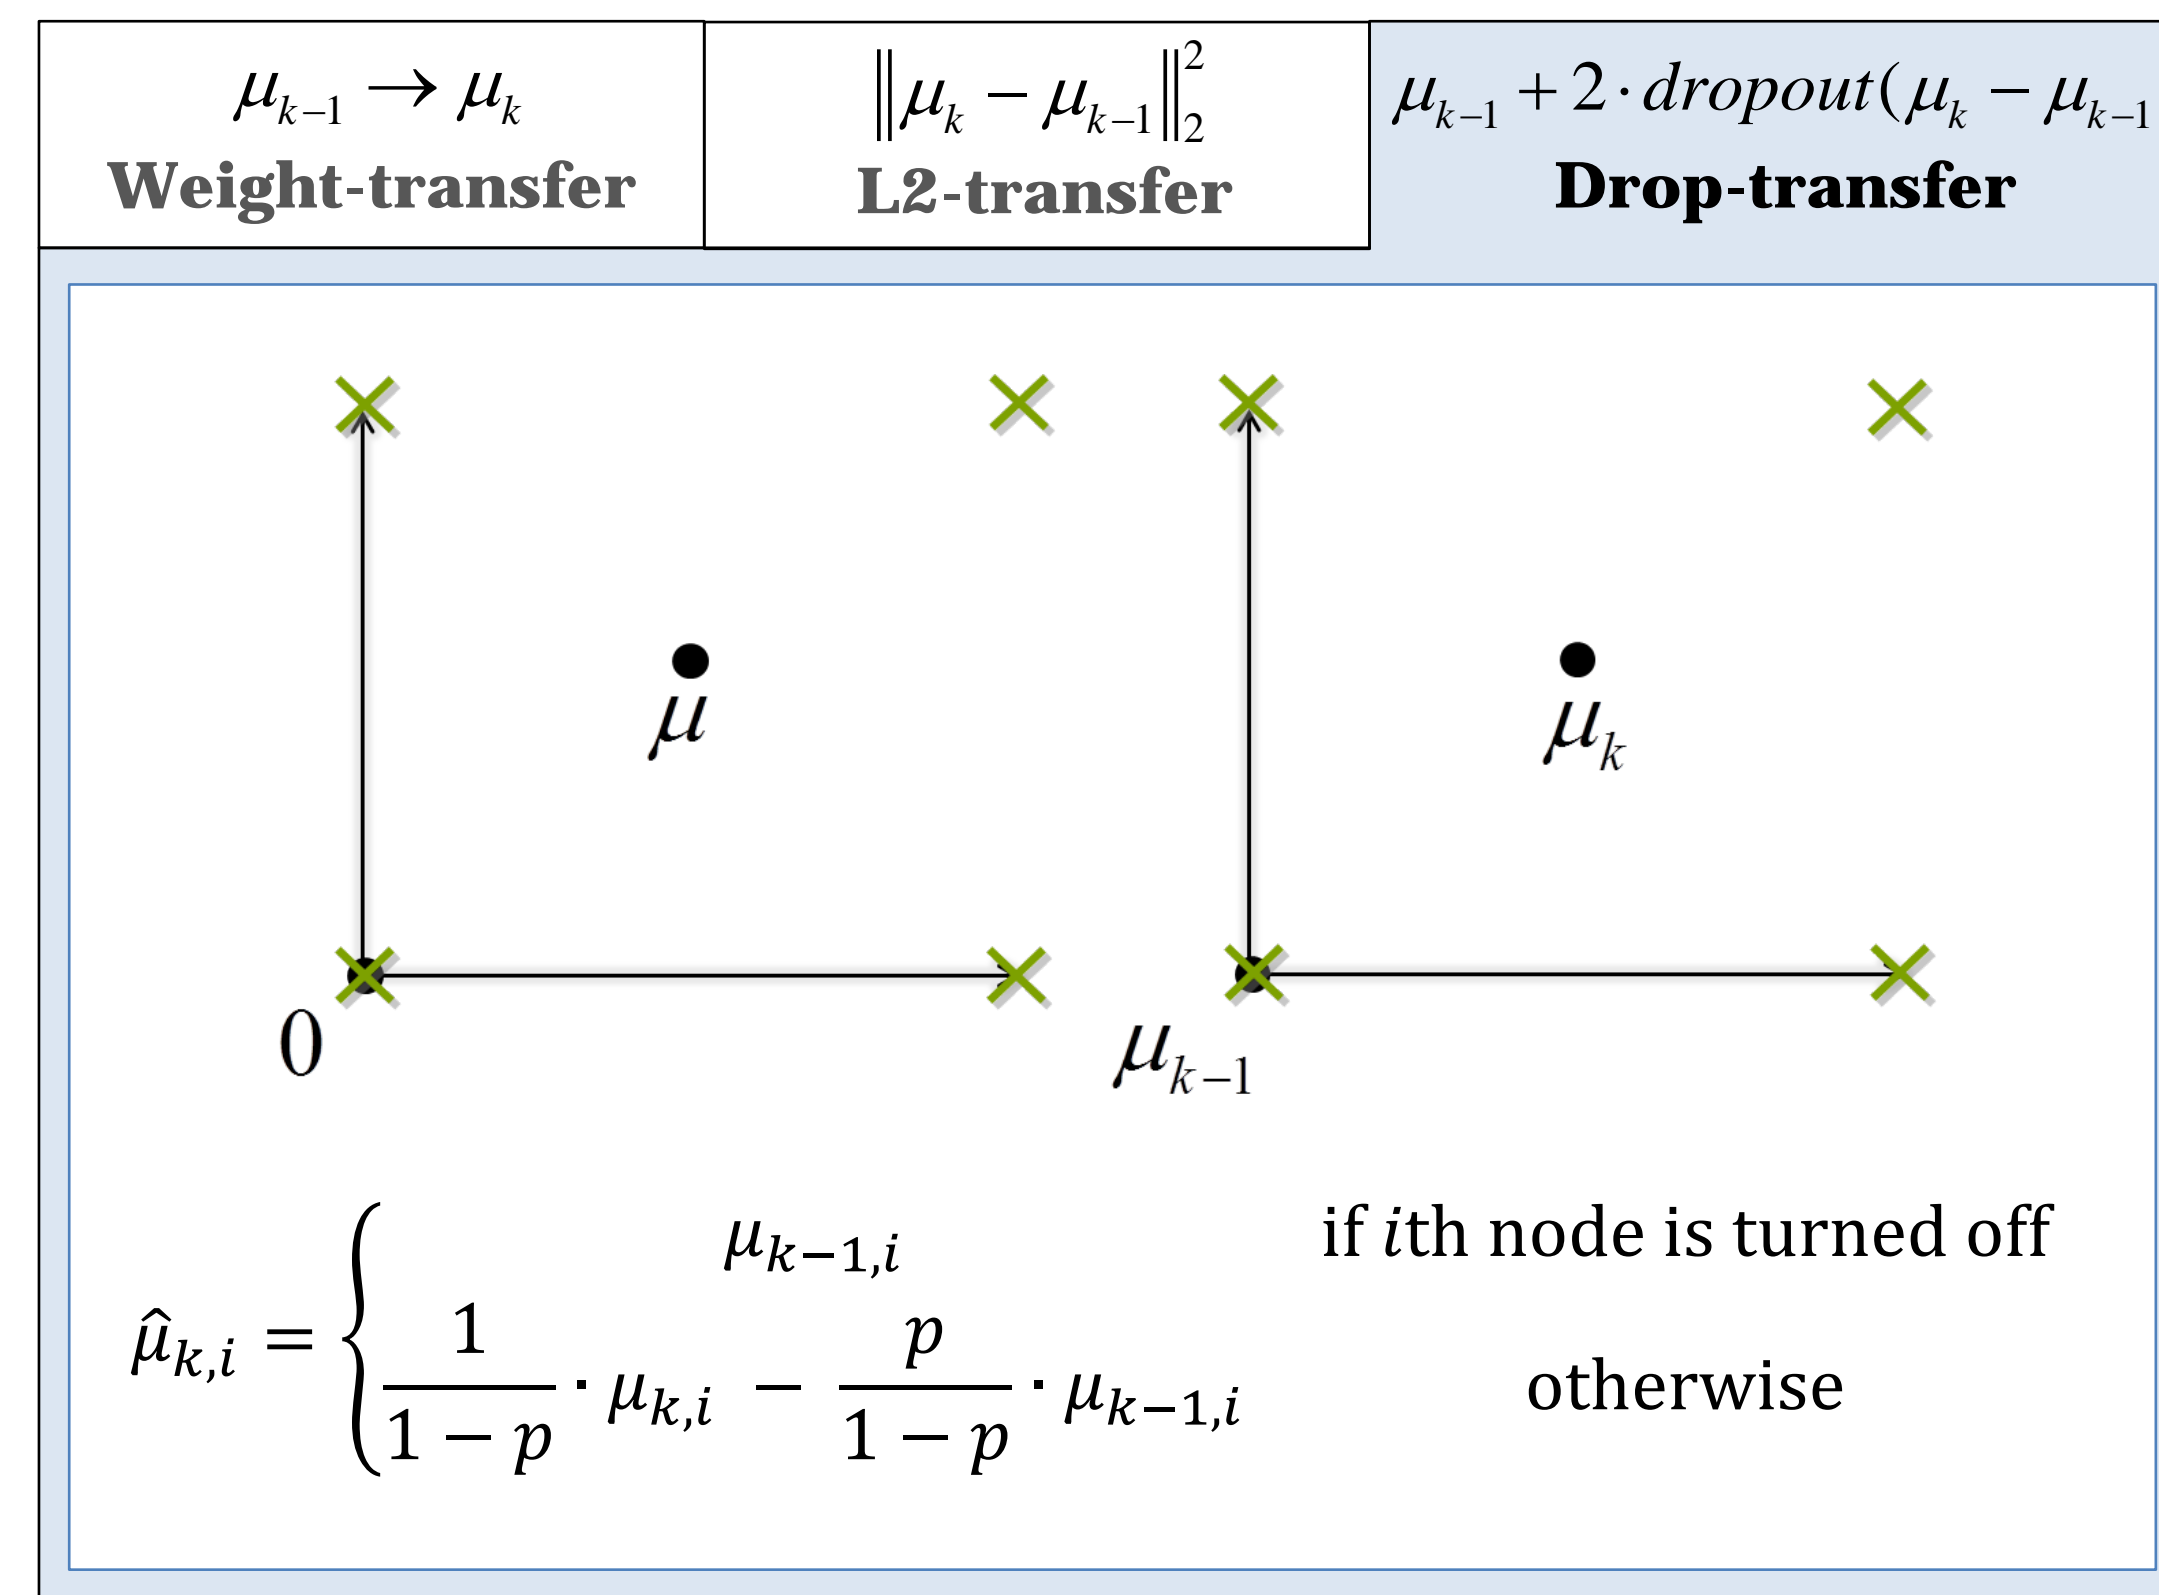 μ_{k−1} → μ_k
Weight-transfer
‖μ_k − μ_{k−1}‖_2^2
L2-transfer
μ_{k−1} + 2 · dropout(μ_k − μ_{k−1}
Drop-transfer
μ
μ_k
0
μ_{k−1}
μ_{k−1,i} if ith node is turned off
μ̂_{k,i} = { \frac{1}{1 − p} · μ_{k,i} − \frac{p}{1 − p} · μ_{k−1,i} otherwise